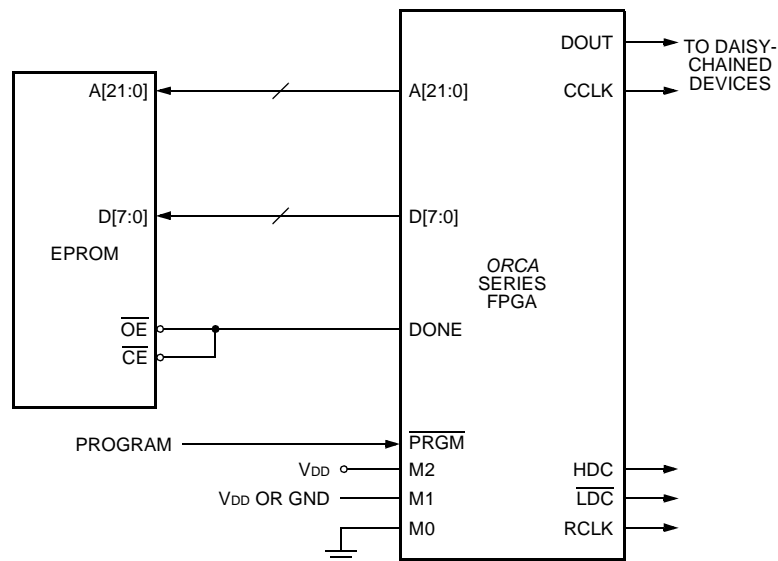 DOUT
TO DAISY-
CHAINED
DEVICES
A[21:0]
A[21:0]
CCLK
D[7:0]
D[7:0]
EPROM
ORCA
SERIES
FPGA
OE
DONE
CE
PROGRAM
PRGM
VDD
M2
HDC
VDD OR GND
M1
LDC
M0
RCLK